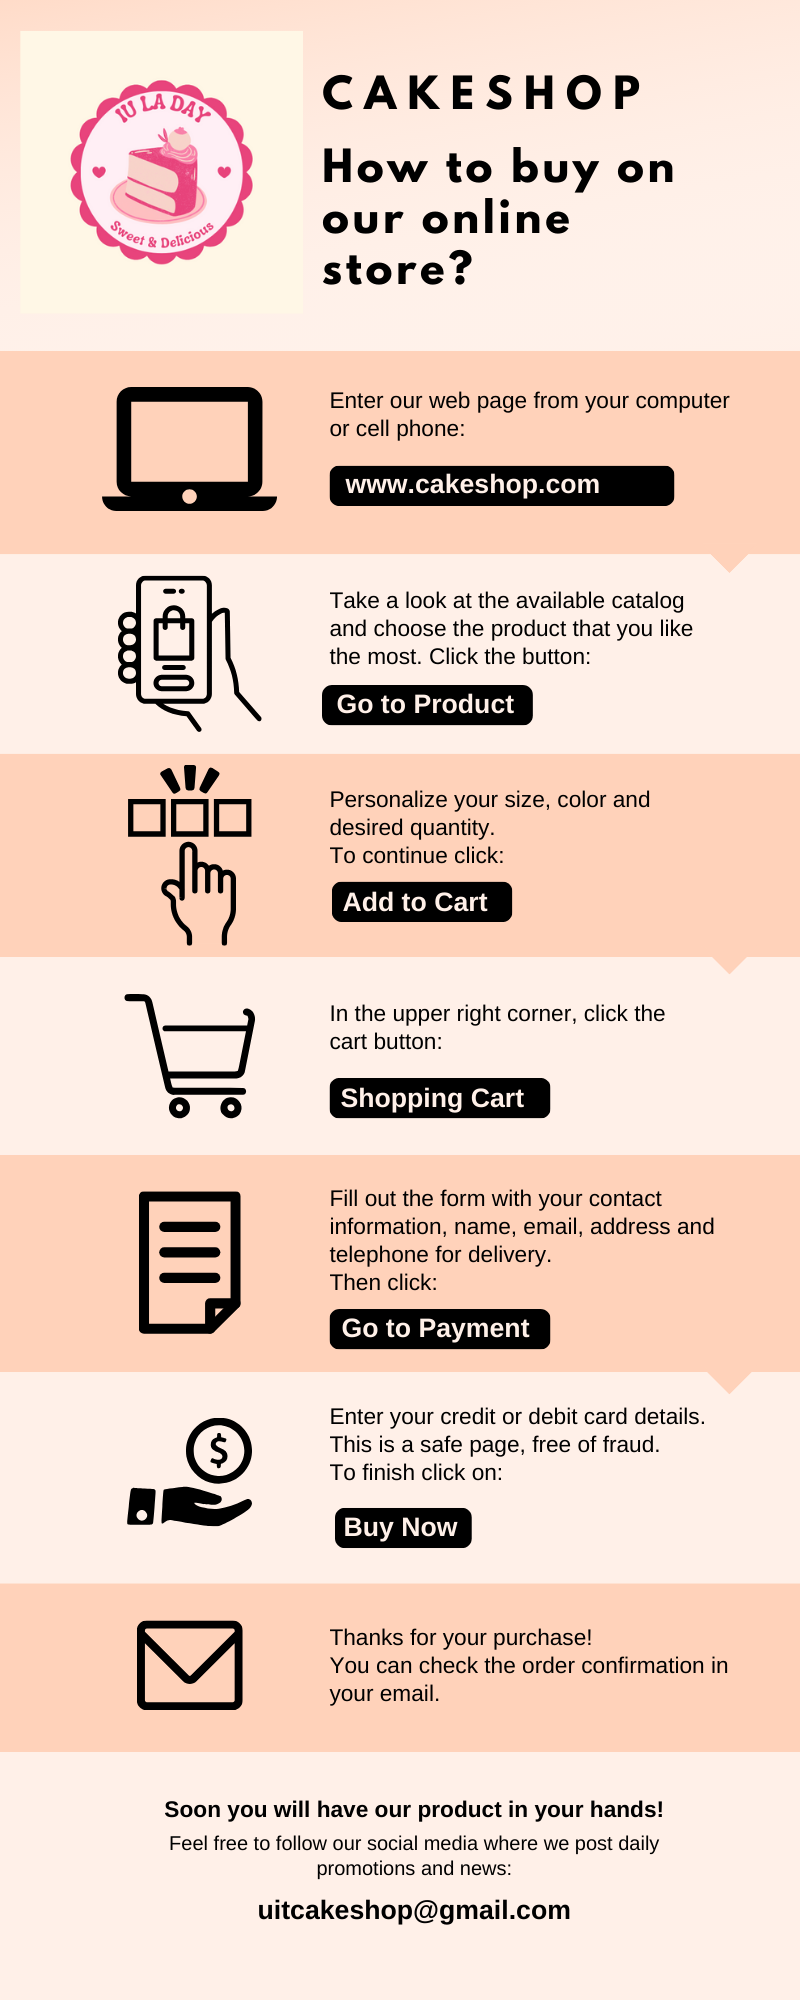 IU LA DAY
Sweet & Delicious
CAKESHOP
How to buy on
our online
store?
Enter our web page from your computer
or cell phone:
www.cakeshop.com
Take a look at the available catalog
and choose the product that you like
the most. Click the button:
Go to Product
Personalize your size, color and
desired quantity.
To continue click:
Add to Cart
In the upper right corner, click the
cart button:
Shopping Cart
Fill out the form with your contact
information, name, email, address and
telephone for delivery.
Then click:
Go to Payment
$
Enter your credit or debit card details.
This is a safe page, free of fraud.
To finish click on:
Buy Now
Thanks for your purchase!
You can check the order confirmation in
your email.
Soon you will have our product in your hands!
Feel free to follow our social media where we post daily
promotions and news:
uitcakeshop@gmail.com